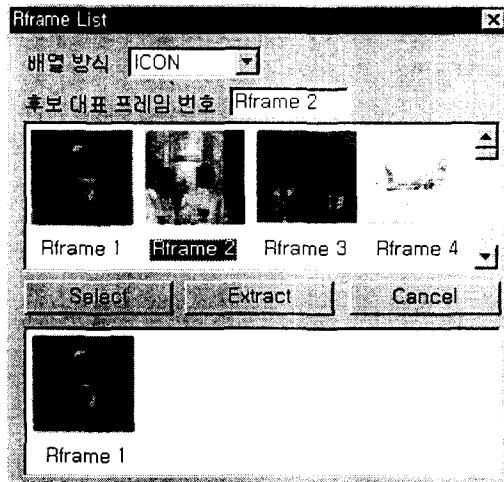 Rframe List
배열 방식 ICON
후보 대표 프레임 번호 Rframe 2
Rframe 1 Rframe 2 Rframe 3 Rframe 4
Select Extract Cancel
Rframe 1